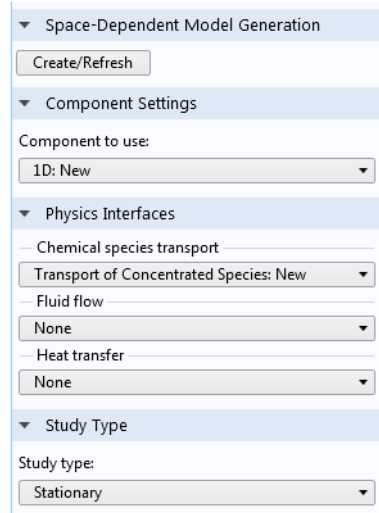 Space-Dependent Model Generation
Create/Refresh
Component Settings
Component to use:
1D: New
Physics Interfaces
Chemical species transport
Transport of Concentrated Species: New
Fluid flow
None
Heat transfer
None
Study Type
Study type:
Stationary